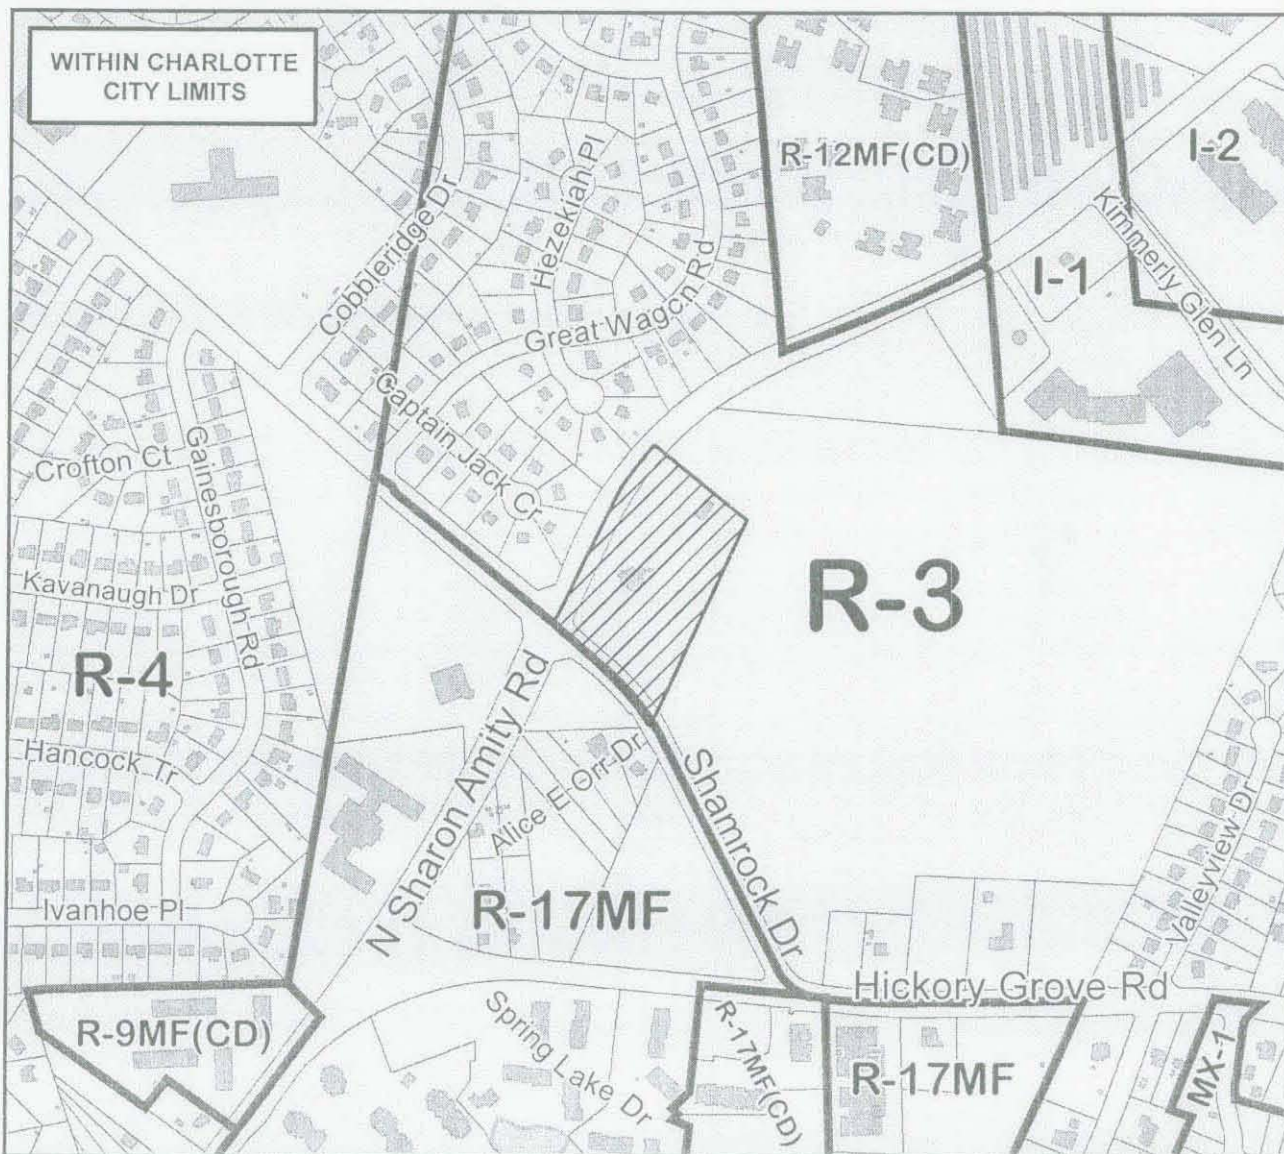 WITHIN CHARLOTTE
CITY LIMITS
R-12MF(CD)
I-2
Kimmerly Glen Ln
I-1
Cobbleridge Dr
Hezekiah Pl
Great Wagon Rd
Captain Jack Cr
Crofton Ct
Gainesborough Rd
Kavanaugh Dr
R-3
R-4
Hancock Tr
N Sharon Amity Rd
Alice E Orr Dr
Shamrock Dr
Valleyview Dr
Ivanhoe Pl
R-17MF
Hickory Grove Rd
R-9MF(CD)
Spring Lake Dr
R-17MF(CD)
R-17MF
MX-1